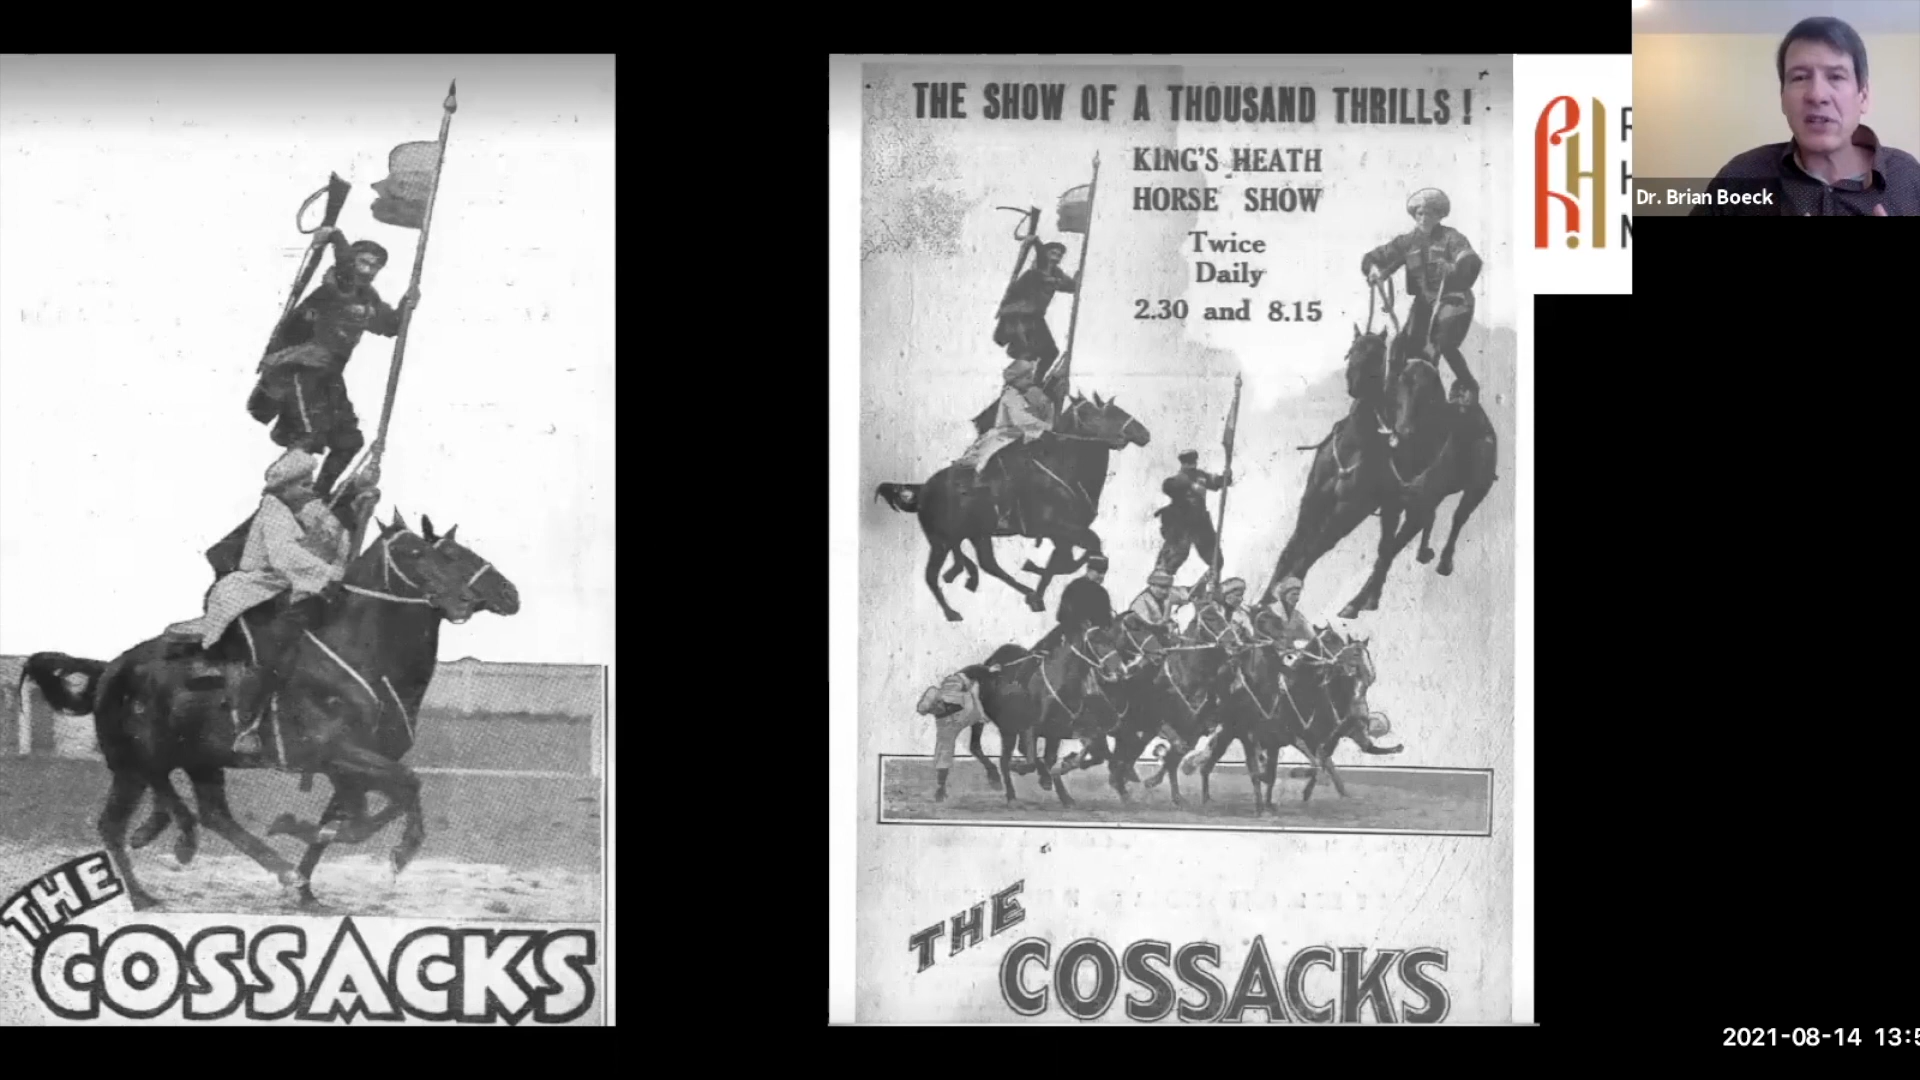 THE
COSSACKS
THE SHOW OF A THOUSAND THRILLS!
KING'S HEATH
HORSE SHOW
Twice
Daily
2.30 and 8.15
THE
COSSACKS
Dr. Brian Boeck
2021-08-14 13:5